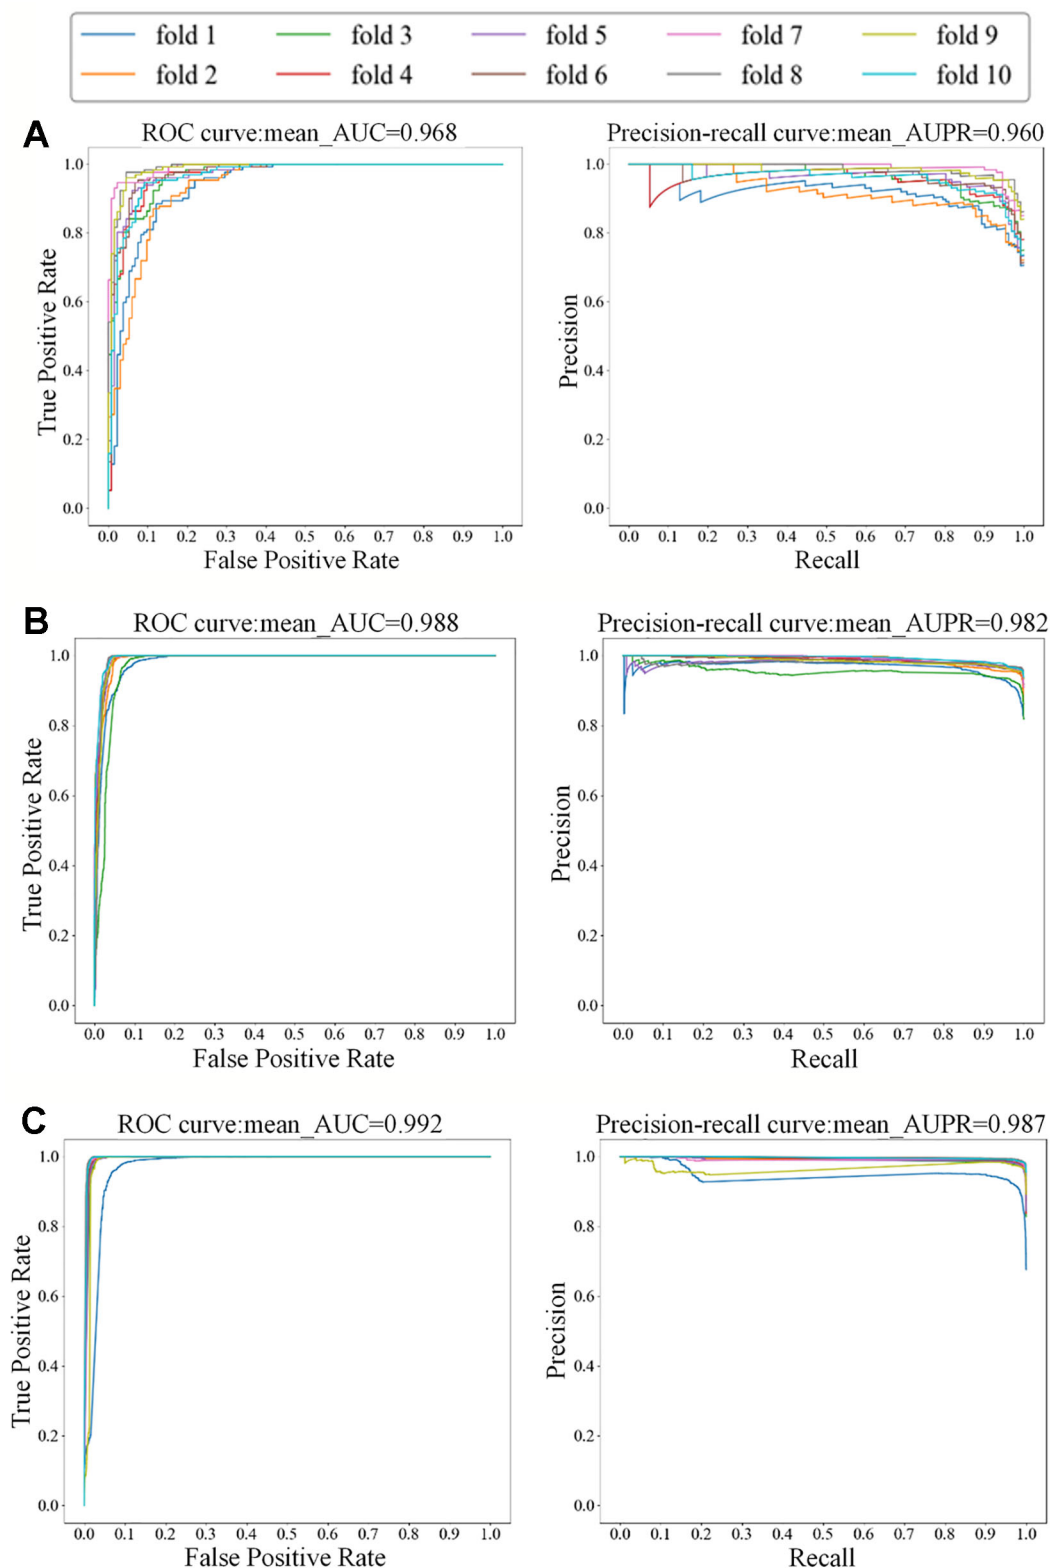 fold 1 fold 3 fold 5 fold 7 fold 9
fold 2 fold 4 fold 6 fold 8 fold 10
A
ROC curve:mean_AUC=0.968
True Positive Rate
1.0
0.8
0.6
0.4
0.2
0.0
0.0 0.1 0.2 0.3 0.4 0.5 0.6 0.7 0.8 0.9 1.0
False Positive Rate
Precision-recall curve:mean_AUPR=0.960
Precision
1.0
0.8
0.6
0.4
0.2
0.0
0.0 0.1 0.2 0.3 0.4 0.5 0.6 0.7 0.8 0.9 1.0
Recall
B
ROC curve:mean_AUC=0.988
True Positive Rate
1.0
0.8
0.6
0.4
0.2
0.0
0.0 0.1 0.2 0.3 0.4 0.5 0.6 0.7 0.8 0.9 1.0
False Positive Rate
Precision-recall curve:mean_AUPR=0.982
Precision
1.0
0.8
0.6
0.4
0.2
0.0
0.0 0.1 0.2 0.3 0.4 0.5 0.6 0.7 0.8 0.9 1.0
Recall
C
ROC curve:mean_AUC=0.992
True Positive Rate
1.0
0.8
0.6
0.4
0.2
0.0
0.0 0.1 0.2 0.3 0.4 0.5 0.6 0.7 0.8 0.9 1.0
False Positive Rate
Precision-recall curve:mean_AUPR=0.987
Precision
1.0
0.8
0.6
0.4
0.2
0.0
0.0 0.1 0.2 0.3 0.4 0.5 0.6 0.7 0.8 0.9 1.0
Recall